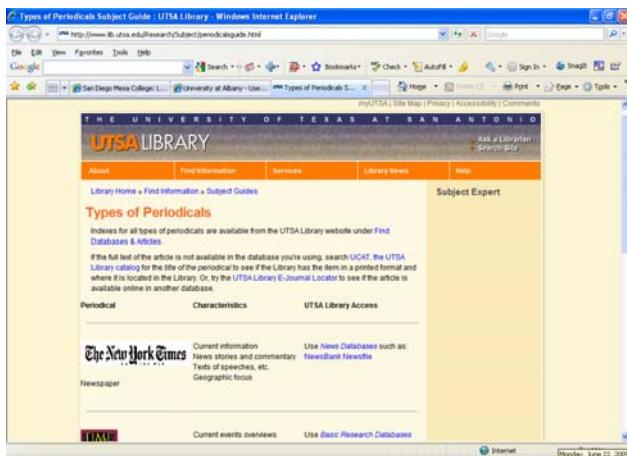 Types of Periodicals Subject Guide : UTSA Library - Windows Internet Explorer
http://www.lib.utsa.edu/Research/Subject/periodicalsguide.html
Google
File Edit View Favorites Tools Help
Google Search Bookmarks Check AutoFill Sign In SnagIt
San Diego Mesa College: L... University at Albany - Use... Types of Periodicals S... Home Print Page Tools
myUTSA | Site Map | Privacy | Accessibility | Comments
THE UNIVERSITY OF TEXAS AT SAN ANTONIO
UTSA LIBRARY
Ask a Librarian
Search Site
About Find Information Services Library News Help
Library Home » Find Information » Subject Guides
Subject Expert
Types of Periodicals
Indexes for all types of periodicals are available from the UTSA Library website under Find
Databases & Articles.
If the full text of the article is not available in the database you're using, search UCAT, the UTSA
Library catalog for the title of the periodical to see if the Library has the item in a printed format and
where it is located in the Library. Or, try the UTSA Library E-Journal Locator to see if the article is
available online in another database.
Periodical Characteristics UTSA Library Access
The New York Times
Current information
News stories and commentary
Texts of speeches, etc.
Geographic focus
Use News Databases such as:
NewsBank Newsfile
Newspaper
TIME
Current events overviews
Use Basic Research Databases
Internet
Monday, June 22, 200